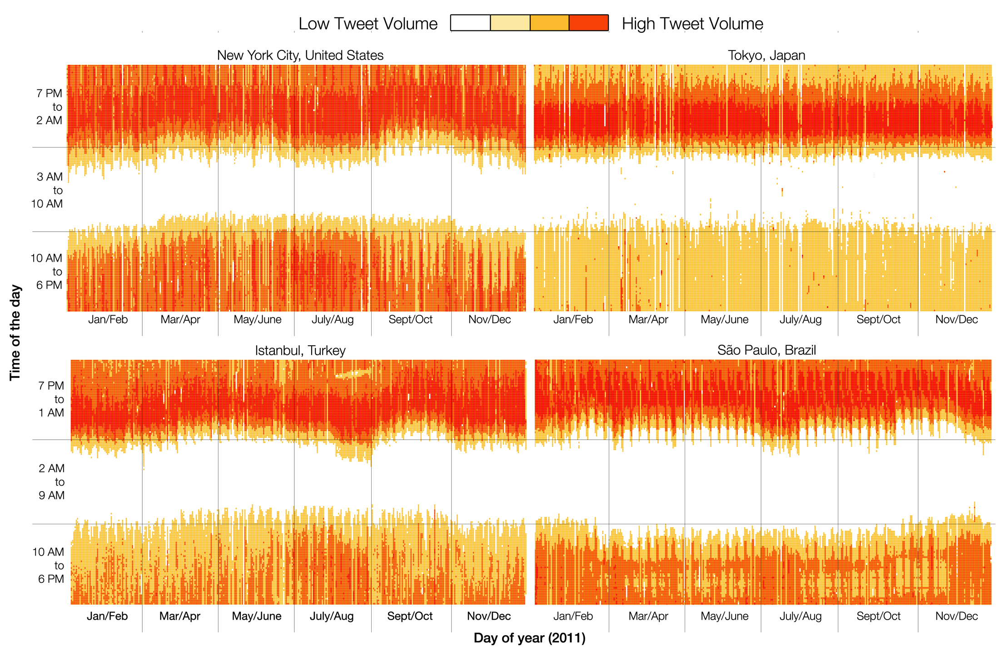 Low Tweet Volume High Tweet Volume
New York City, United States
Tokyo, Japan
7 PM
to
2 AM
3 AM
to
10 AM
10 AM
to
6 PM
Jan/Feb Mar/Apr May/June July/Aug Sept/Oct Nov/Dec
Jan/Feb Mar/Apr May/June July/Aug Sept/Oct Nov/Dec
Time of the day
Istanbul, Turkey
São Paulo, Brazil
7 PM
to
1 AM
2 AM
to
9 AM
10 AM
to
6 PM
Jan/Feb Mar/Apr May/June July/Aug Sept/Oct Nov/Dec
Jan/Feb Mar/Apr May/June July/Aug Sept/Oct Nov/Dec
Day of year (2011)